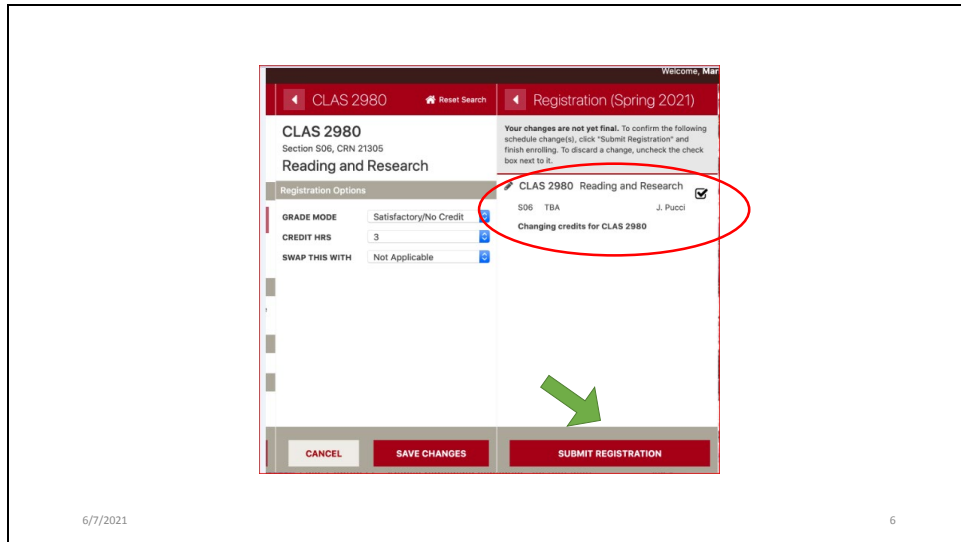 Welcome, Mar
CLAS 2980
Reset Search
CLAS 2980
Section S06, CRN 21305
Reading and Research
Registration Options
GRADE MODE Satisfactory/No Credit
CREDIT HRS 3
SWAP THIS WITH Not Applicable
CANCEL
SAVE CHANGES
Registration (Spring 2021)
Your changes are not yet final. To confirm the following
schedule change(s), click "Submit Registration" and
finish enrolling. To discard a change, uncheck the check
box next to it.
CLAS 2980 Reading and Research
S06 TBA J. Pucci
Changing credits for CLAS 2980
SUBMIT REGISTRATION
6/7/2021
6